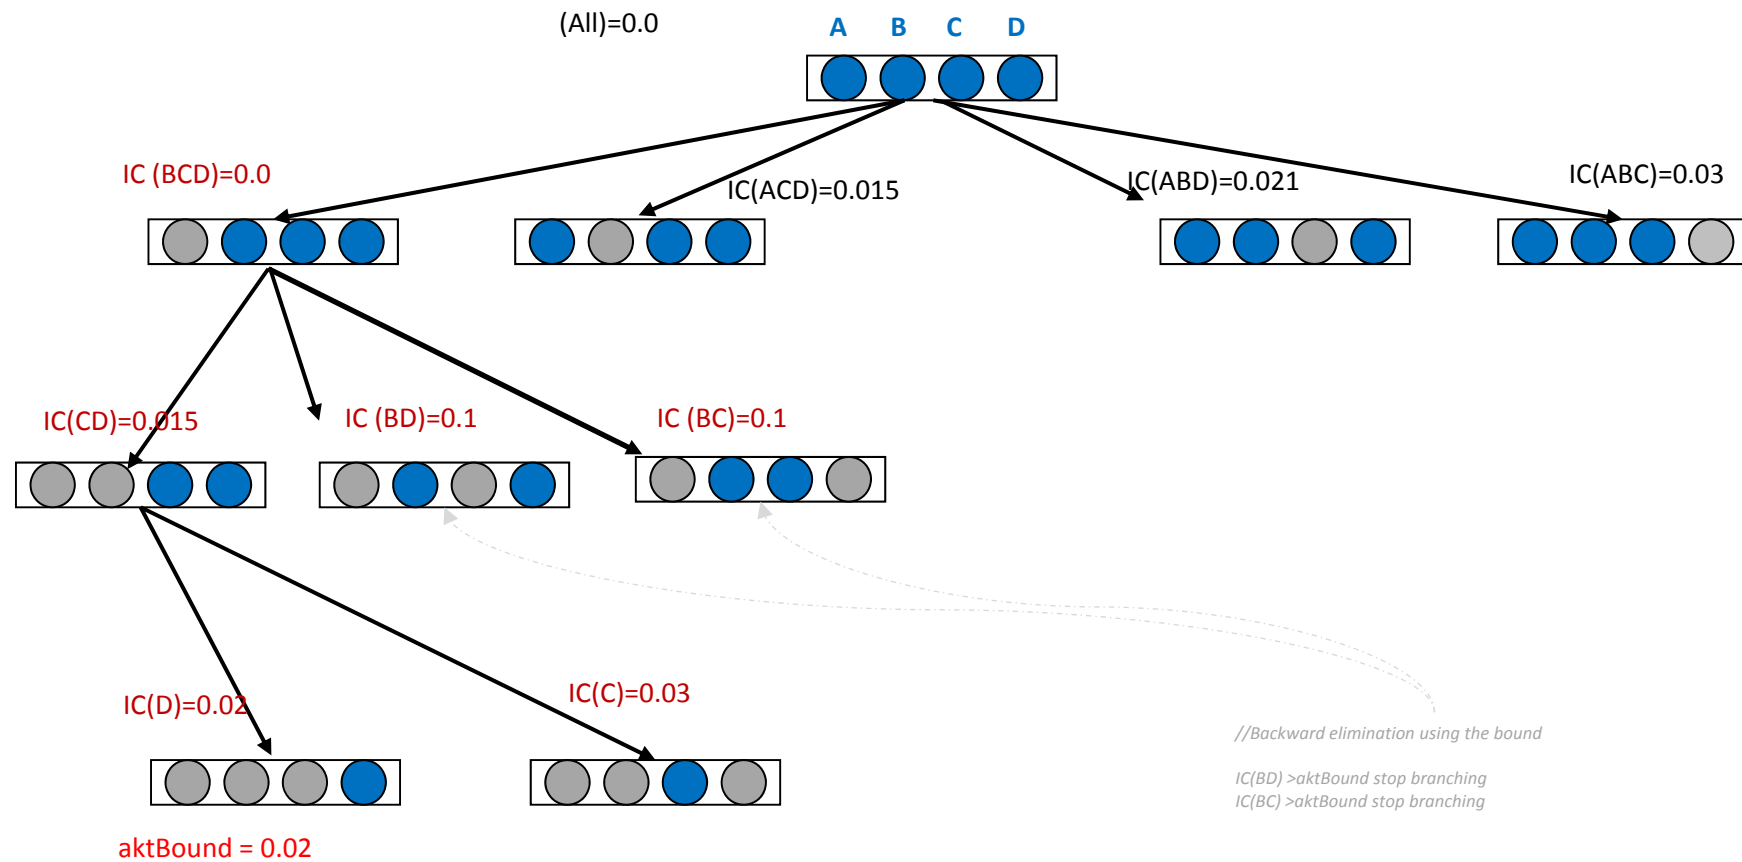 (All)=0.0
A B C D
IC (BCD)=0.0
IC(ACD)=0.015
IC(ABD)=0.021
IC(ABC)=0.03
IC(CD)=0.015
IC (BD)=0.1
IC (BC)=0.1
IC(D)=0.02
IC(C)=0.03
//Backward elimination using the bound
IC(BD) >aktBound stop branching
IC(BC) >aktBound stop branching
aktBound = 0.02